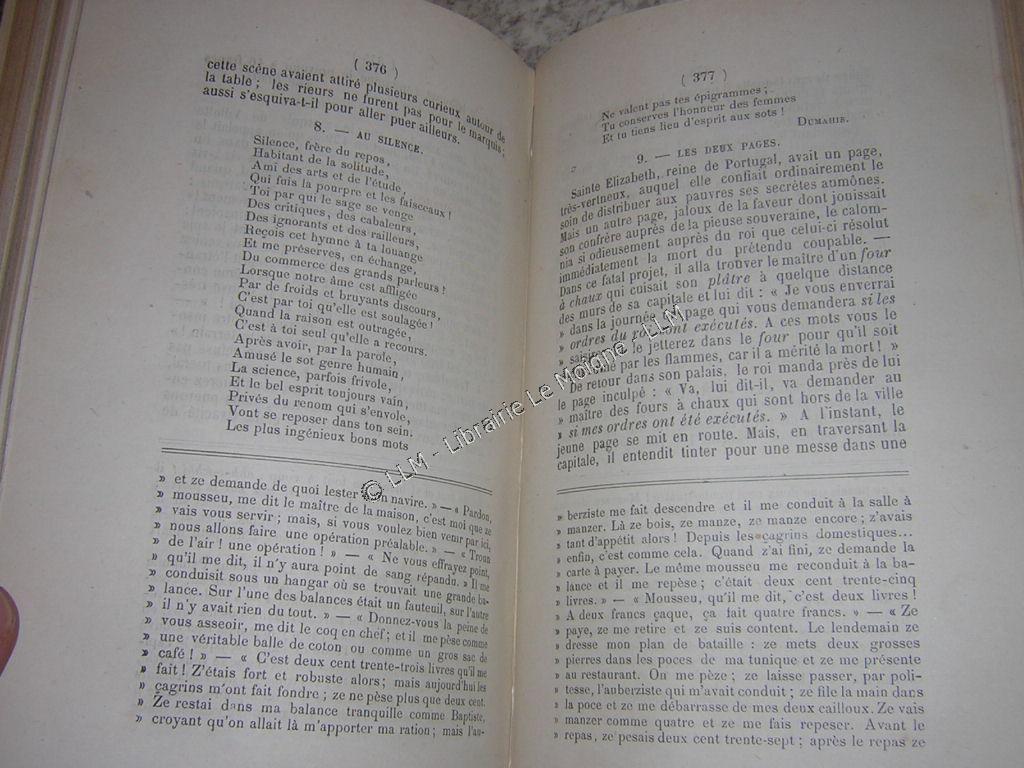 ( 376 )
cette scène avaient attiré plusieurs curieux autour de
la table ; les rieurs ne furent pas pour le marquis ;
aussi s'esquiva-t-il pour aller puer ailleurs.
8. — AU SILENCE.
Silence, frère du repos,
Habitant de la solitude,
Ami des arts et de l'étude,
Qui fois la pourpre et les faisceaux !
Toi par qui le sage se venge
Des critiques, des cabaleurs,
Des ignorants et des railleurs,
Reçois cet hymne à ta louange
Et me préserves, en échange,
Du commerce des grands parleurs !
Lorsque notre âme est affligée
Par de froids et bruyants discours,
C'est par toi qu'elle est soulagée !
Quand la raison est outragée,
C'est à toi seul qu'elle a recours.
Après avoir, par la parole,
Amusé le sot genre humain,
La science, parfois frivole,
Et le bel esprit toujours vain,
Privés du renom qui s'envole,
Vont se reposer dans ton sein.
Les plus ingénieux bons mots
» et ze demande de quoi lester mon navire. » — « Pardon,
» mousseu, me dit le maître de la maison, c'est moi que ze
» vais vous servir ; mais, si vous voulez bien venir par ici,
» nous allons faire une opération préalable. » — « Troun
» de l'air ! une opération ! » — « Ne vous effrayez point,
» qu'il me dit, il n'y aura point de sang répandu. » Il me
» conduisit sous un hangar où se trouvait une grande ba-
» lance. Sur l'une des balances était un fauteuil, sur l'autre
» il n'y avait rien du tout. » — « Donnez-vous la peine de
» vous asseoir, me dit le coq en chef ; et il me pèse comme
» une véritable balle de coton ou comme un gros sac de
» café ! » — « C'est deux cent trente-trois livres qu'il me
» fait ! Z'étais fort et robuste alors ; mais aujourd'hui les
» çagrins m'ont fait fondre ; ze ne pèse plus que deux cent.
» Ze restai dans ma balance tranquille comme Baptiste,
» croyant qu'on allait là m'apporter ma ration ; mais l'au-
( 377 )
Ne valent pas tes épigrammes ;
Tu conserves l'honneur des femmes
Et tu tiens lieu d'esprit aux sots !
DUMAHIB.
9. — LES DEUX PAGES.
Sainte Elizabeth, reine de Portugal, avait un page,
très-vertineux, auquel elle confiait ordinairement le
soin de distribuer aux pauvres ses secrètes aumônes.
Mais un autre page, jaloux de la faveur dont jouissait
son confrère auprès de la pieuse souveraine, le calom-
nia si odieusement auprès du roi que celui-ci résolut
immédiatement la mort du prétendu coupable. —
Dans ce fatal projet, il alla trouver le maître d'un four
à chaux qui cuisait son plâtre à quelque distance
des murs de sa capitale et lui dit : « Je vous enverrai
» dans la journée un page qui vous demandera si les
» ordres du roi sont exécutés. A ces mots vous le
» et le jetterez dans le four pour qu'il soit
» par les flammes, car il a mérité la mort ! »
De retour dans son palais, le roi manda près de lui
le page inculpé : « Va, lui dit-il, va demander au
» maître des fours à chaux qui sont hors de la ville
» si mes ordres ont été exécutés. » A l'instant, le
jeune page se mit en route. Mais, en traversant la
capitale, il entendit tinter pour une messe dans une
» berziste me fait descendre et il me conduit à la salle à
» manzer. Là ze bois, ze manze, ze manze encore ; z'avais
» tant d'appétit alors ! Depuis les çagrins domestiques...
» enfin, c'est comme cela. Quand z'ai fini, ze demande la
» carte à payer. Le même mousseu me reconduit à la ba-
» lance et il me repèse ; c'était deux cent trente-cinq
» livres. » — « Mousseu, qu'il me dit, c'est deux livres !
» A deux francs çaque, ça fait quatre francs. » — « Ze
» paye, ze me retire et ze suis content. Le lendemain ze
» dresse mon plan de bataille : ze mets deux grosses
» pierres dans les poces de ma tunique et ze me présente
» au restaurant. On me pèze ; ze laisse passer, par poli-
» tesse, l'auberziste qui m'avait conduit ; ze file la main dans
» la poce et ze me débarrasse de mes deux cailloux. Ze vais
» manzer comme quatre et ze me fais repeser. Avant le
» repas, ze pesais deux cent trente-sept ; après le repas ze
© LLM - Librairie Le Moigne - LLM